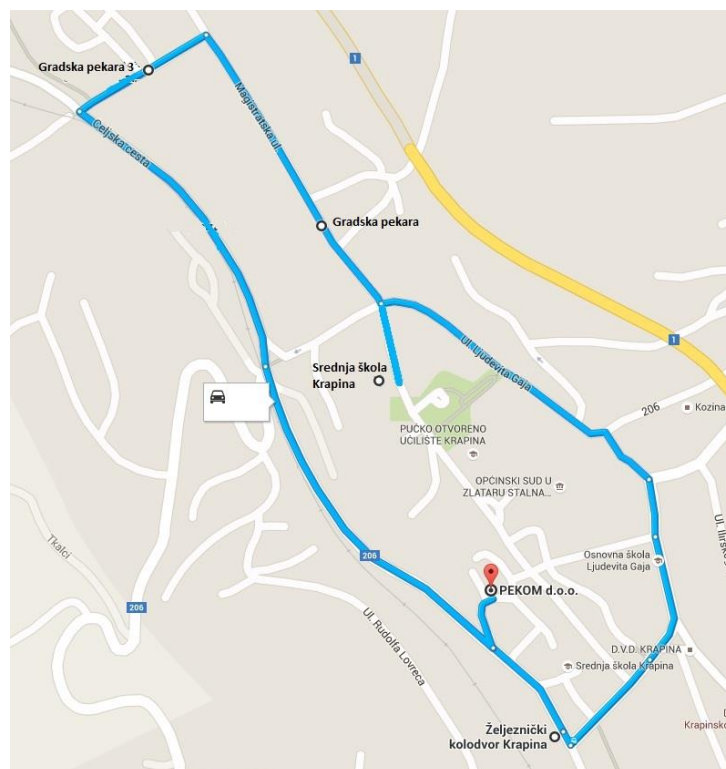 Gradska pekara 3
1
Magistratska ul.
Celjska cesta
Gradska pekara
Ul. Ljudevita Gaja
1
Srednja škola
Krapina
206
Kozina
PUČKO OTVORENO
UČILIŠTE KRAPINA
OPĆINSKI SUD U
ZLATARU STALNA...
Tkalci
206
Osnovna škola
Ljudevita Gaja
PEKOM d.o.o.
206
Ul. Rudolfa Lovreca
D.V.D. KRAPINA
Srednja škola Krapina
Željeznički
kolodvor Krapina
Krapinsko